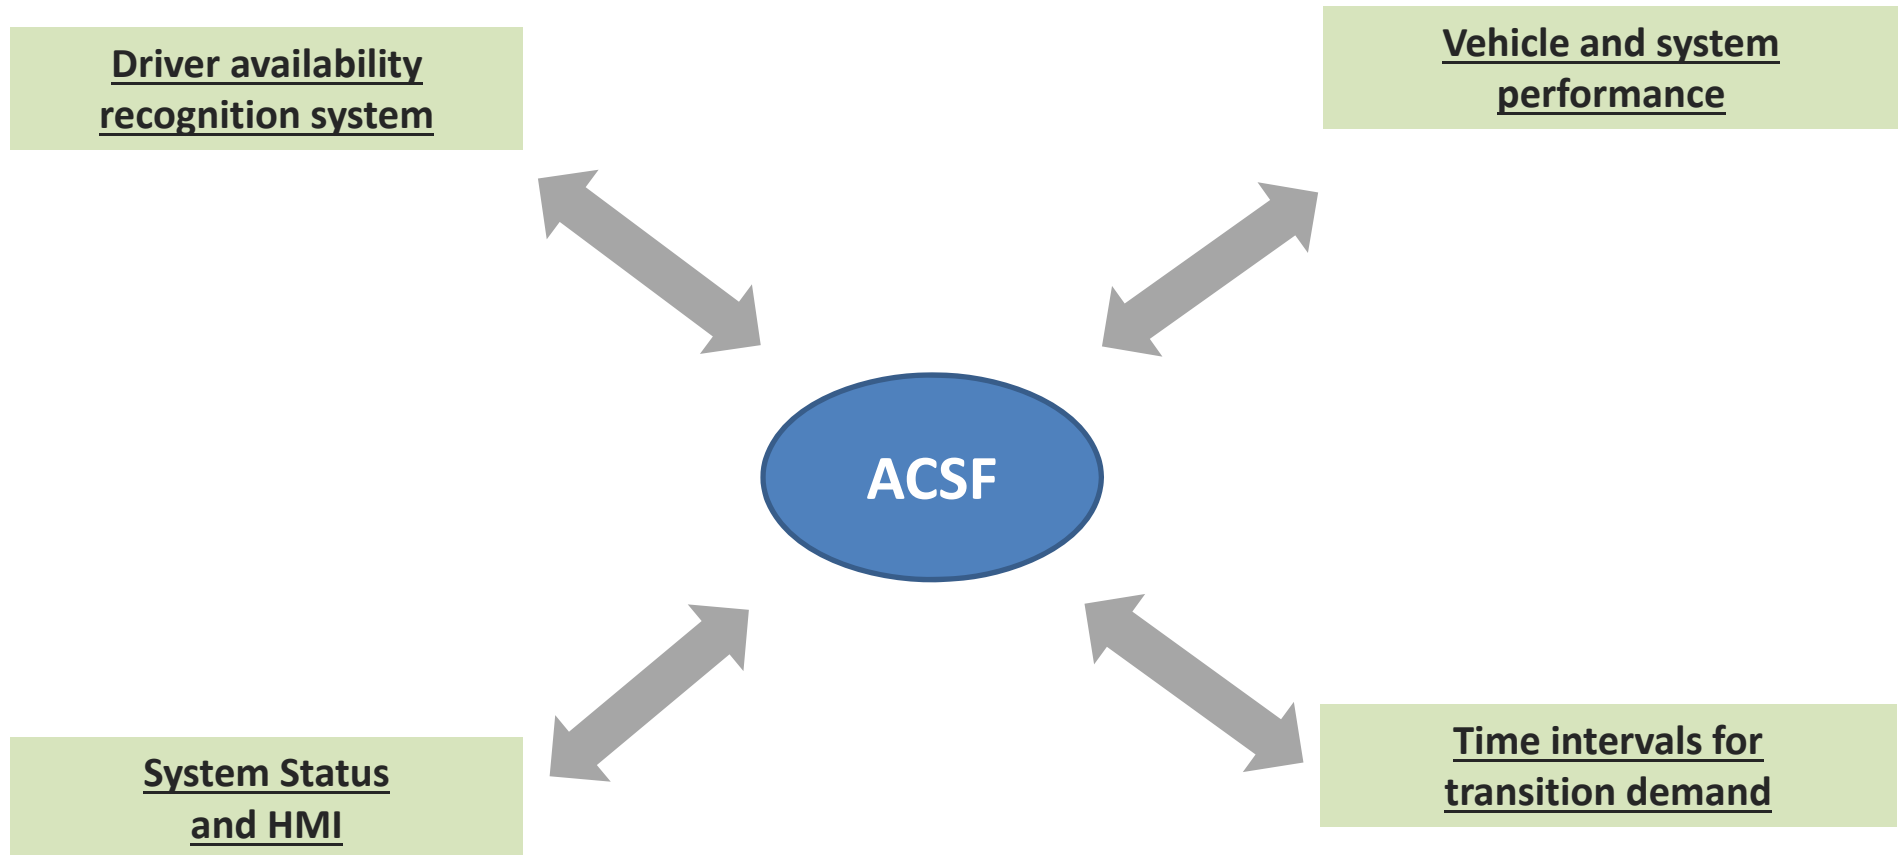 Driver availability
recognition system
Vehicle and system
performance
ACSF
System Status
and HMI
Time intervals for
transition demand